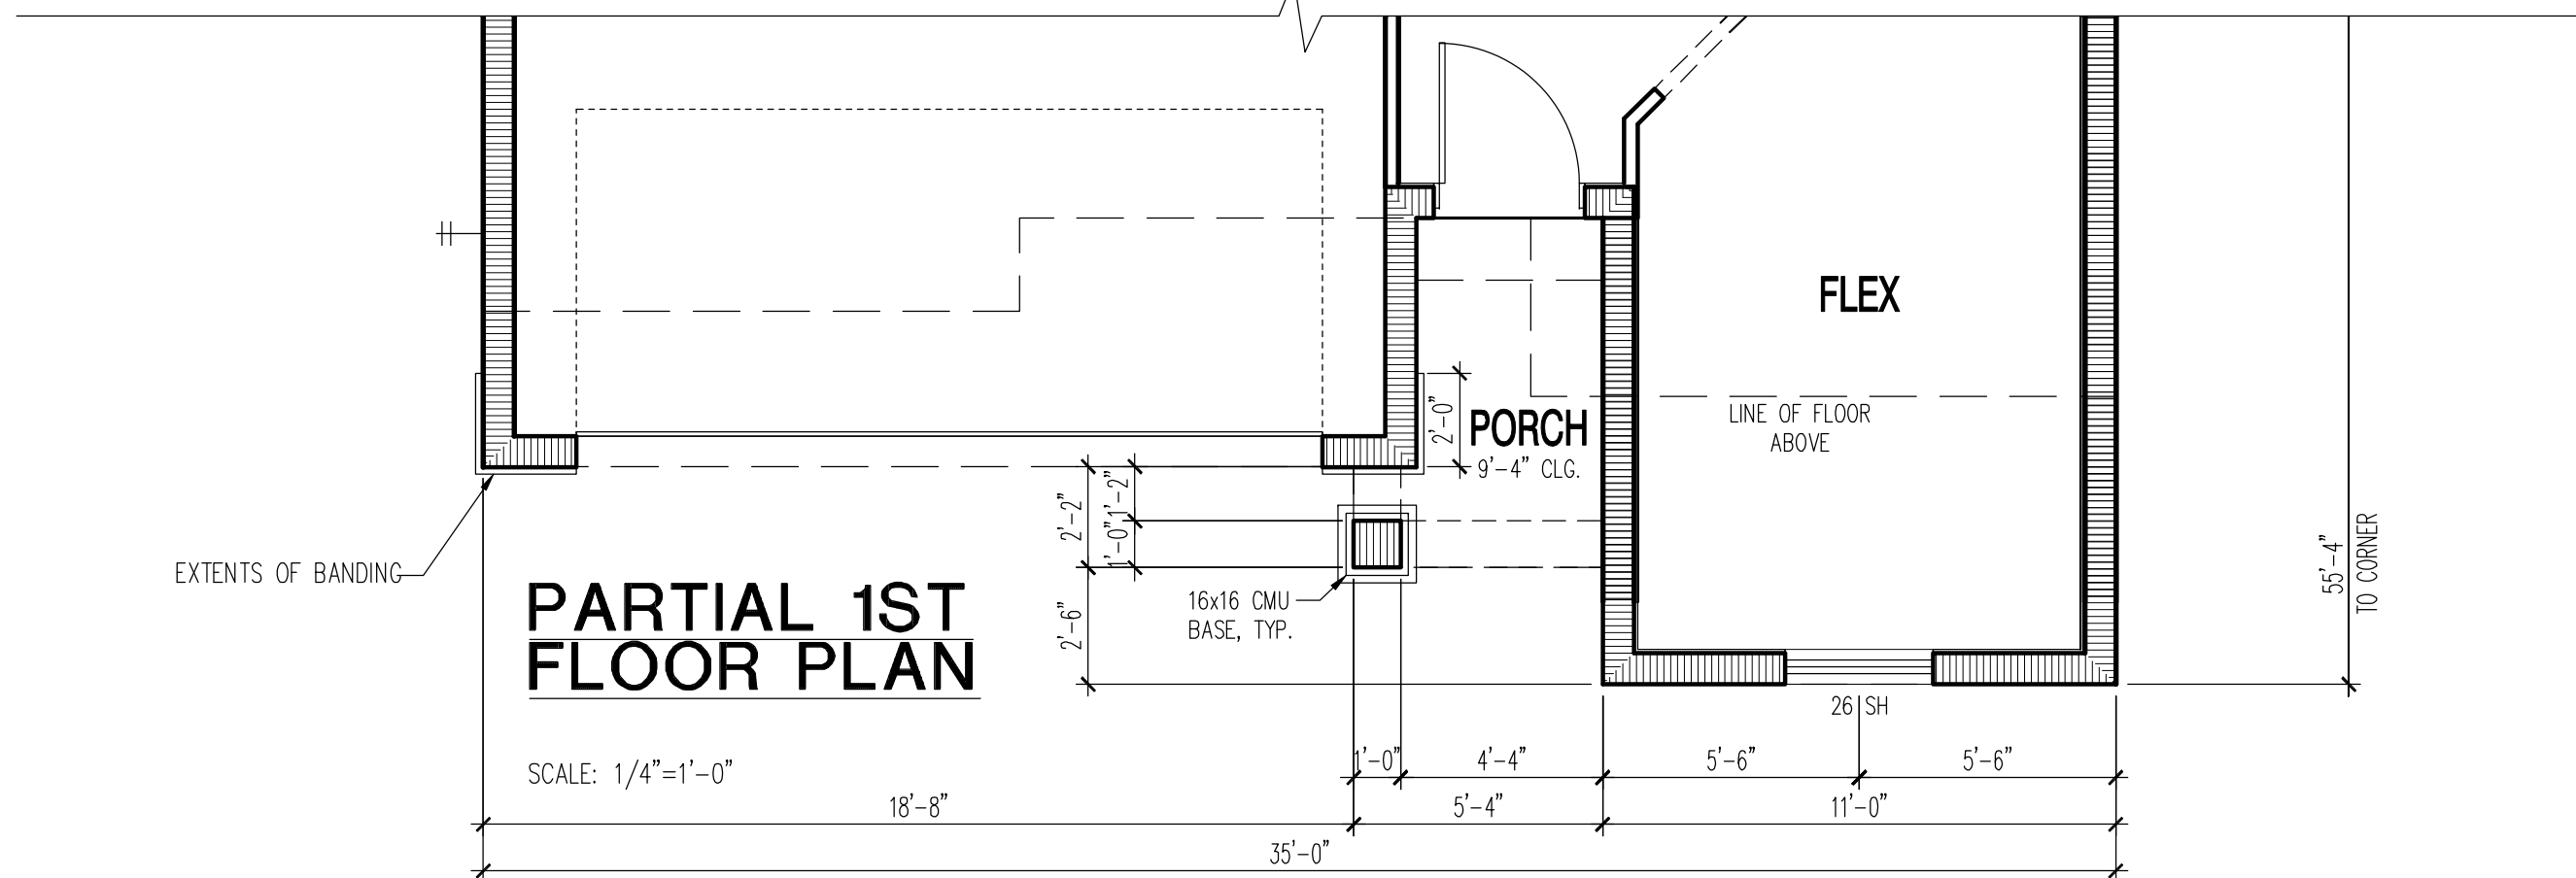 FLEX
2'-0"
PORCH
9'-4" CLG.
LINE OF FLOOR
ABOVE
2'-2"
1'-2"
1'-0"
2'-6"
EXTENTS OF BANDING
16x16 CMU
BASE, TYP.
PARTIAL 1ST
FLOOR PLAN
SCALE: 1/4"=1'-0"
55'-4"
TO CORNER
26 SH
1'-0"
4'-4"
5'-6"
5'-6"
18'-8"
5'-4"
11'-0"
35'-0"